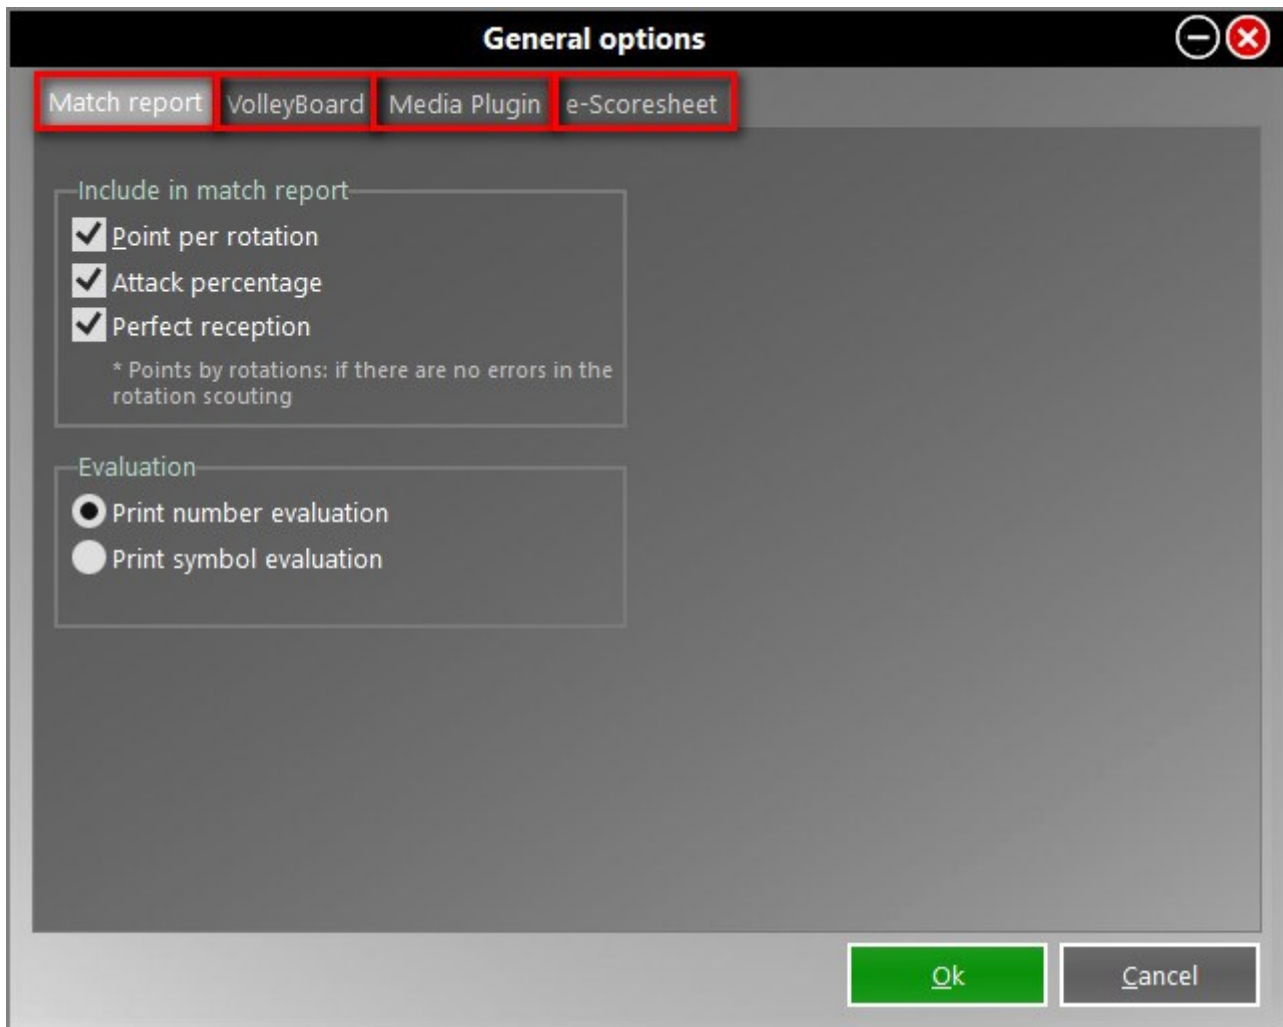 General options
Match report VolleyBoard Media Plugin e-Scoresheet
Include in match report
Point per rotation
Attack percentage
Perfect reception
* Points by rotations: if there are no errors in the
rotation scouting
Evaluation
Print number evaluation
Print symbol evaluation
Ok Cancel